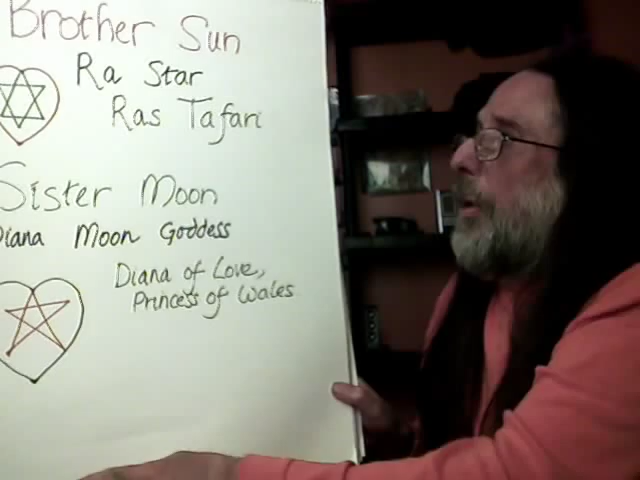 Brother Sun
Ra Star
Ras Tafari
Sister Moon
Diana Moon Goddess
Diana of Love,
Princess of Wales